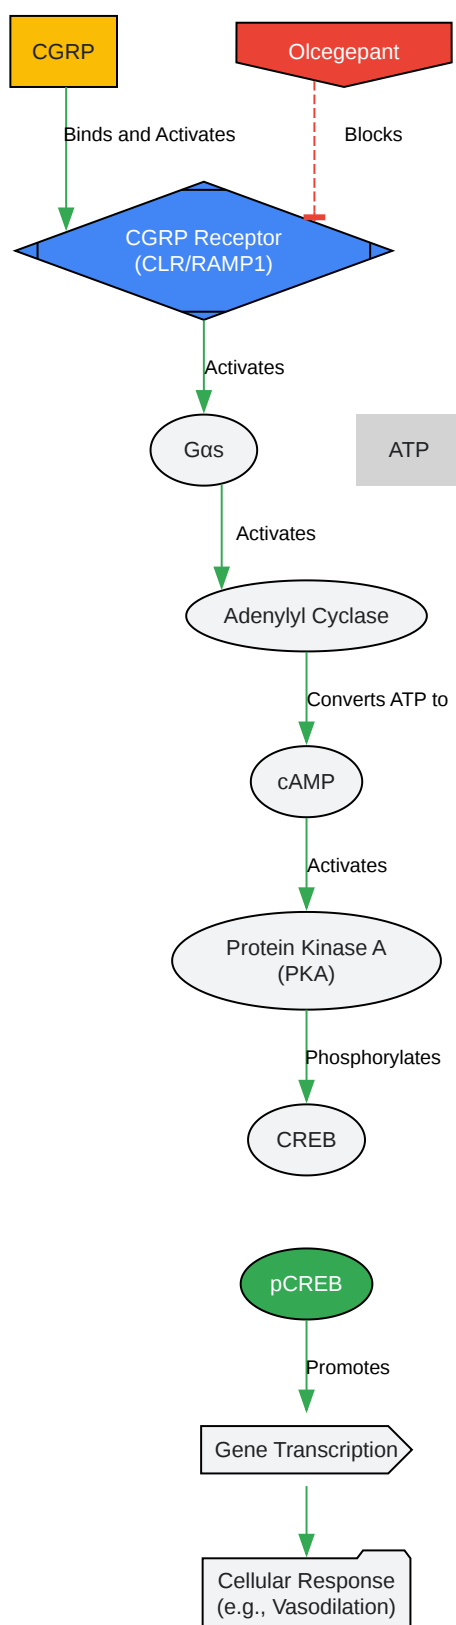 CGRP
Olcegepant
Binds and Activates
Blocks
CGRP Receptor
(CLR/RAMP1)
Activates
Gαs
ATP
Activates
Adenylyl Cyclase
Converts ATP to
cAMP
Activates
Protein Kinase A
(PKA)
Phosphorylates
CREB
pCREB
Promotes
Gene Transcription
Cellular Response
(e.g., Vasodilation)